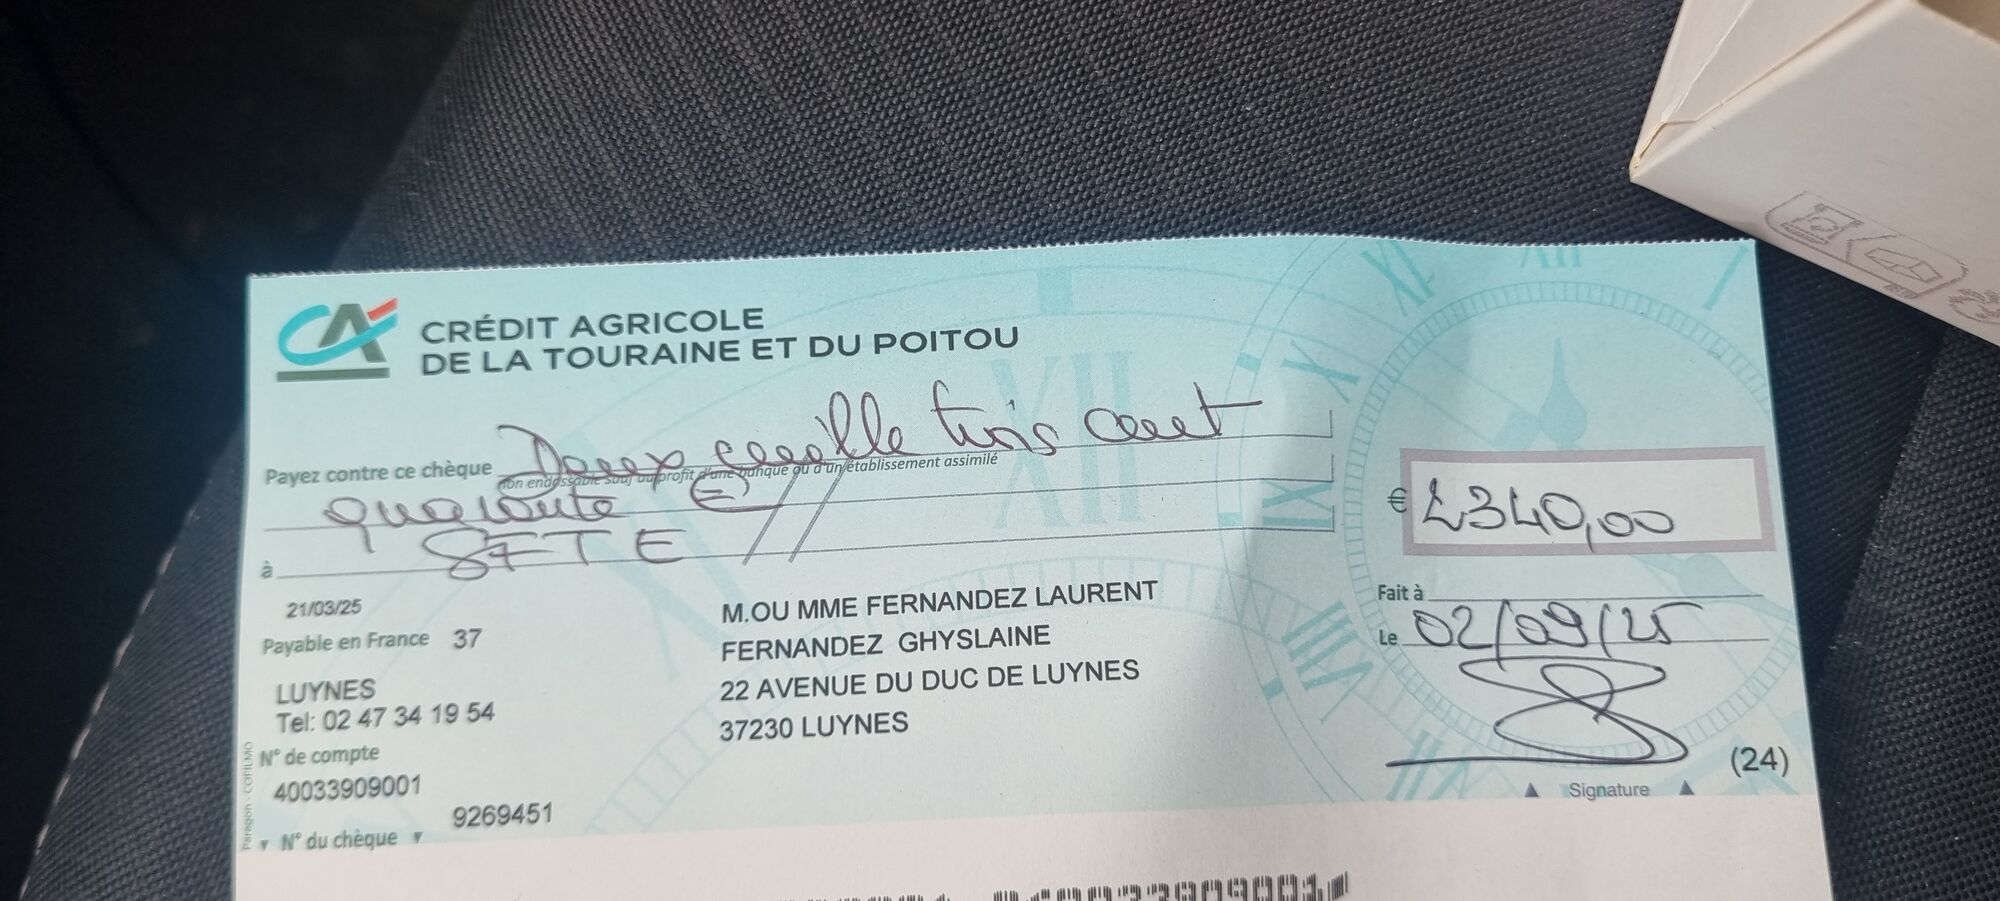 CA
CRÉDIT AGRICOLE
DE LA TOURAINE ET DU POITOU
Payez contre ce chèque Deux mille trois cent
non endossable sauf au profit d'une banque ou d'un établissement assimilé
quarante E
€ 2340,00
à SFTE
21/03/25
Payable en France 37
LUYNES
Tel: 02 47 34 19 54
N° de compte
40033909001
9269451
N° du chèque
Paragon - COFILMO
M.OU MME FERNANDEZ LAURENT
FERNANDEZ GHYSLAINE
22 AVENUE DU DUC DE LUYNES
37230 LUYNES
Fait à
Le 02/09/25
(24)
Signature